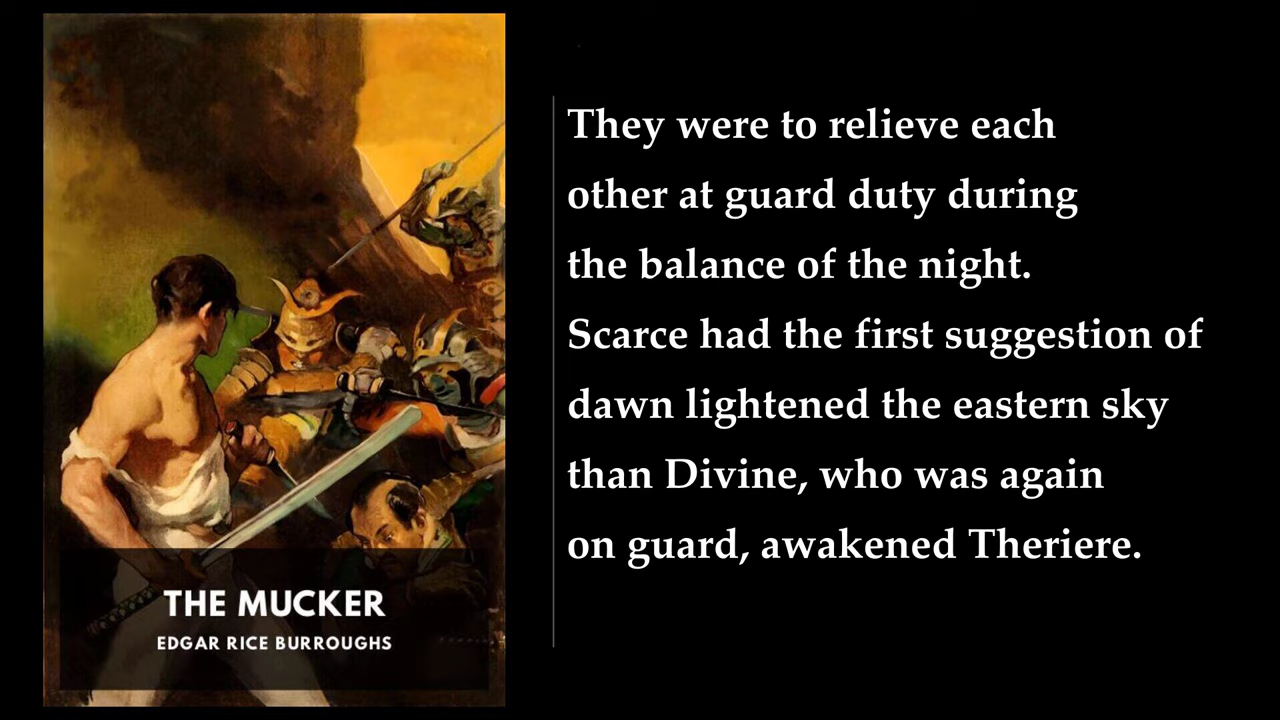 THE MUCKER
EDGAR RICE BURROUGHS
They were to relieve each
other at guard duty during
the balance of the night.
Scarce had the first suggestion of
dawn lightened the eastern sky
than Divine, who was again
on guard, awakened Theriere.